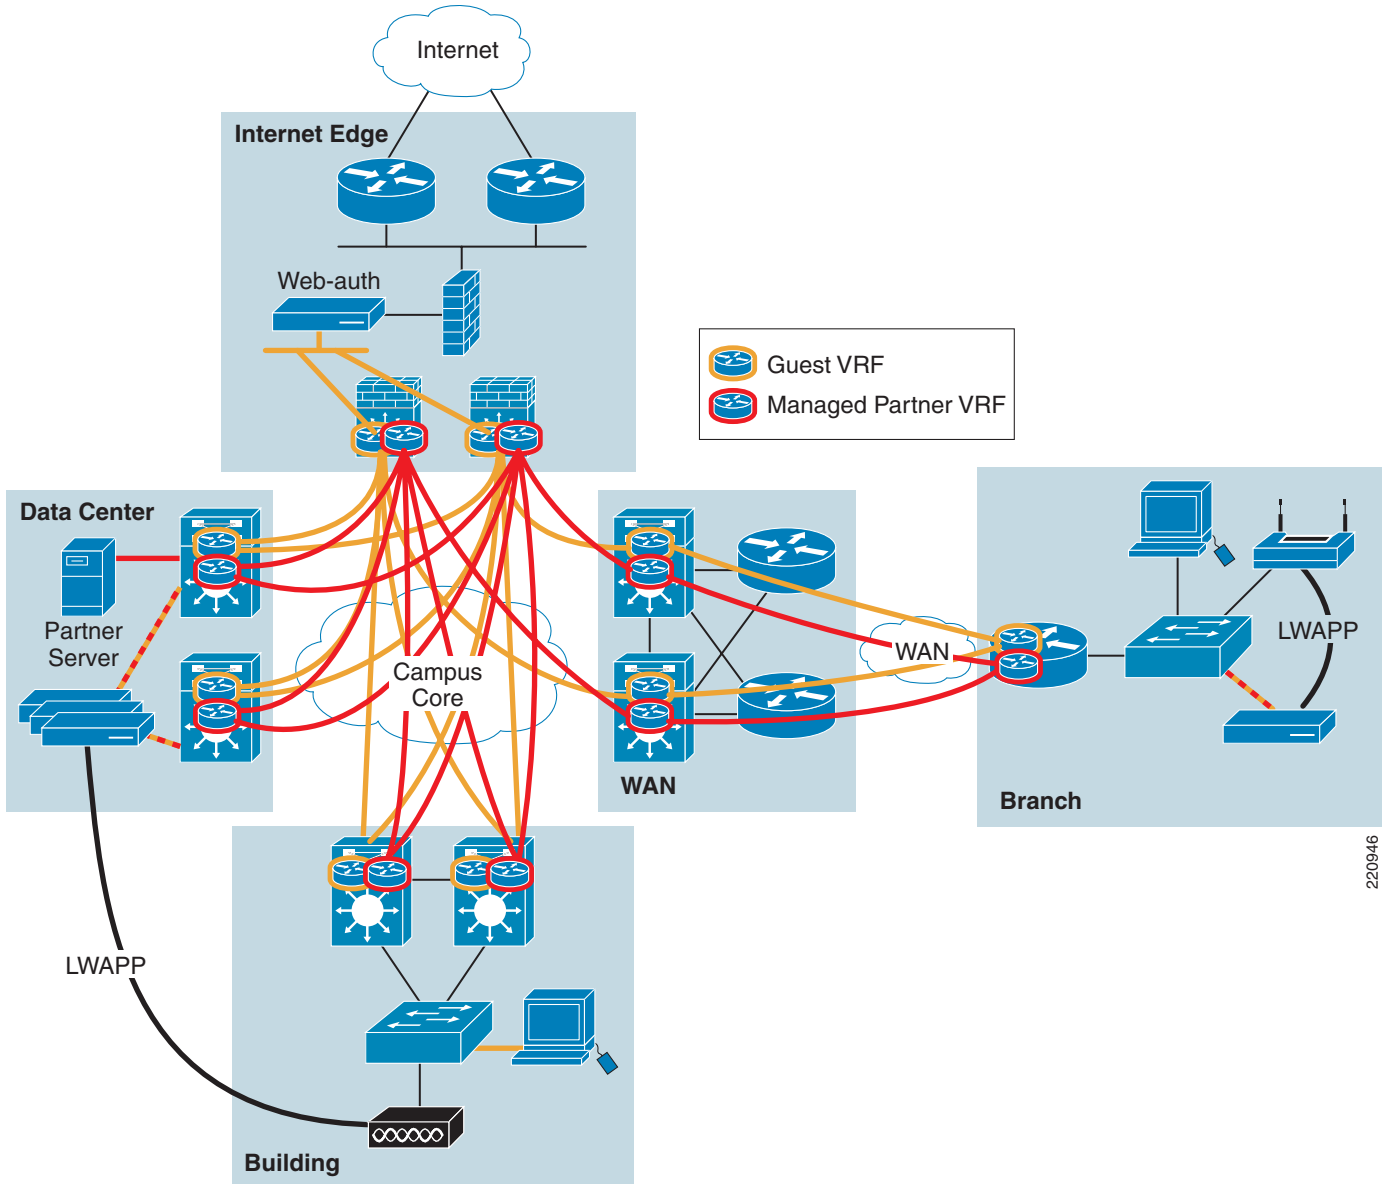 Internet
Internet Edge
Web-auth
Guest VRF
Managed Partner VRF
Data Center
Partner
Server
Campus
Core
WAN
WAN
LWAPP
Branch
220946
LWAPP
Building